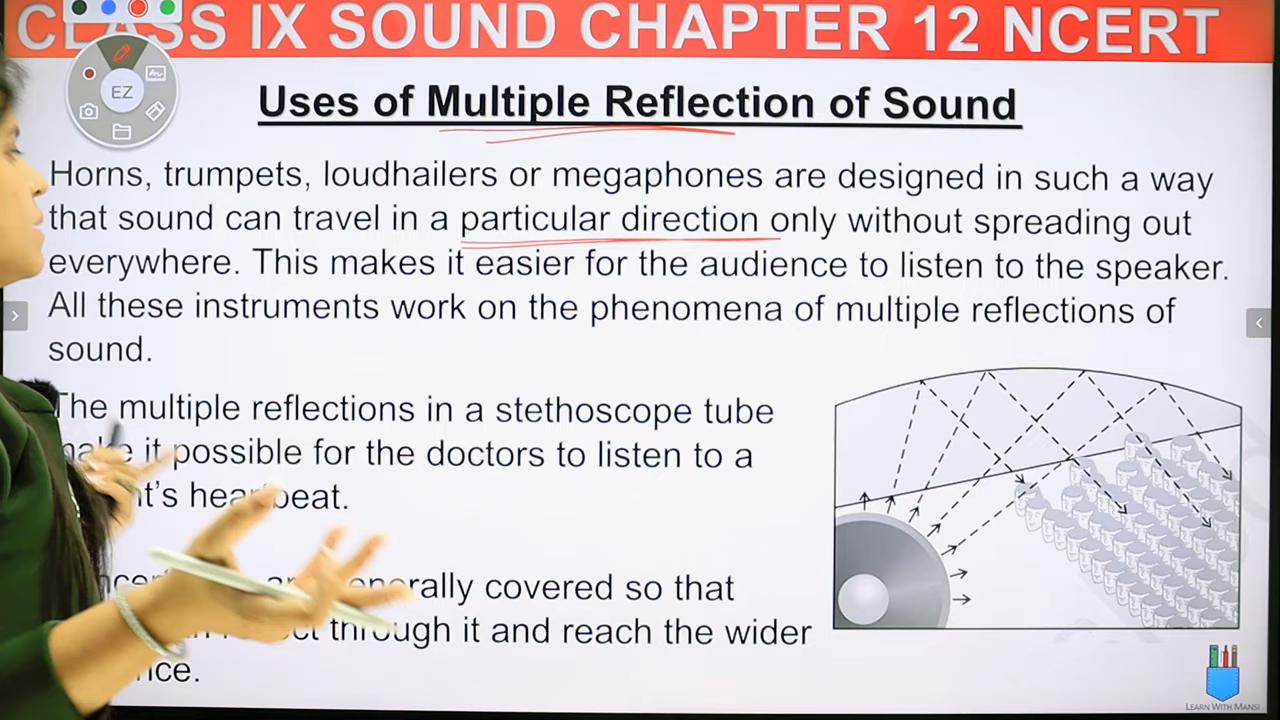 CLASS IX SOUND CHAPTER 12 NCERT
EZ
Uses of Multiple Reflection of Sound
Horns, trumpets, loudhailers or megaphones are designed in such a way
that sound can travel in a particular direction only without spreading out
everywhere. This makes it easier for the audience to listen to the speaker.
All these instruments work on the phenomena of multiple reflections of
sound.
The multiple reflections in a stethoscope tube
make it possible for the doctors to listen to a
heartbeat.
generally covered so that
through it and reach the wider
LEARN WITH MANSI